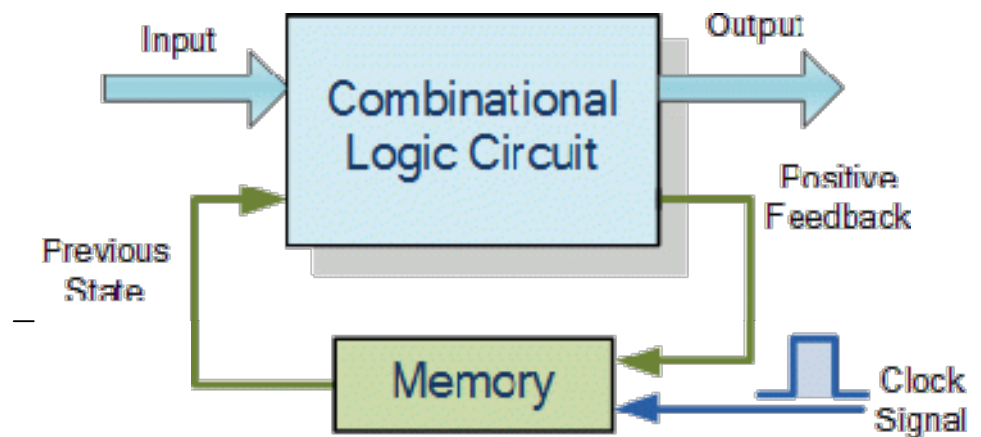 Input
Output
Combinational
Logic Circuit
Positive
Feedback
Previous
State
Memory
Clock
Signal